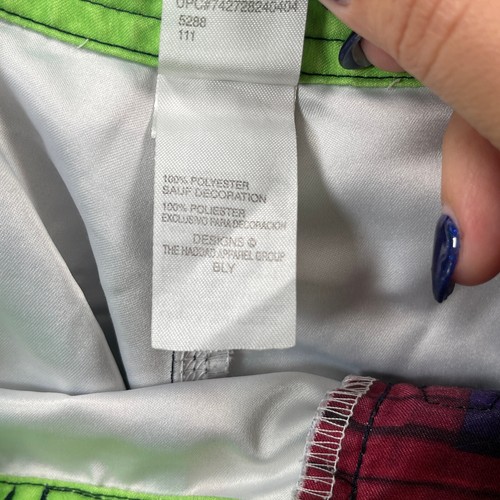 UPC#742728240404
5288
111
100% POLYESTER
SAUF DECORATION
100% POLIESTER
EXCLUSIVO PARA DECORACION
DESIGNS ©
THE HADDAD APPAREL GROUP
BLY